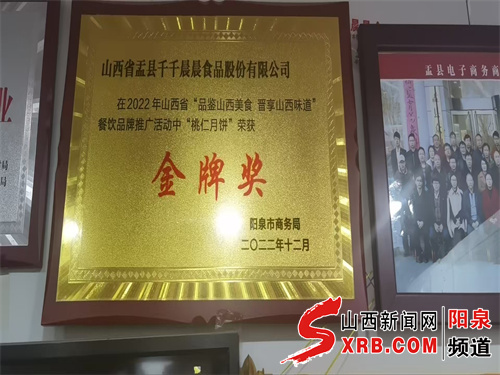 山西省盂县千千晨晨食品股份有限公司
在2022年山西省“品鉴山西美食 晋享山西味道”
餐饮品牌推广活动中“桃仁月饼”荣获
金牌奖
阳泉市商务局
二〇二二年十二月
业
局
局
盂县电子商务商
山西新闻网
SXRB.COM
阳泉
频道